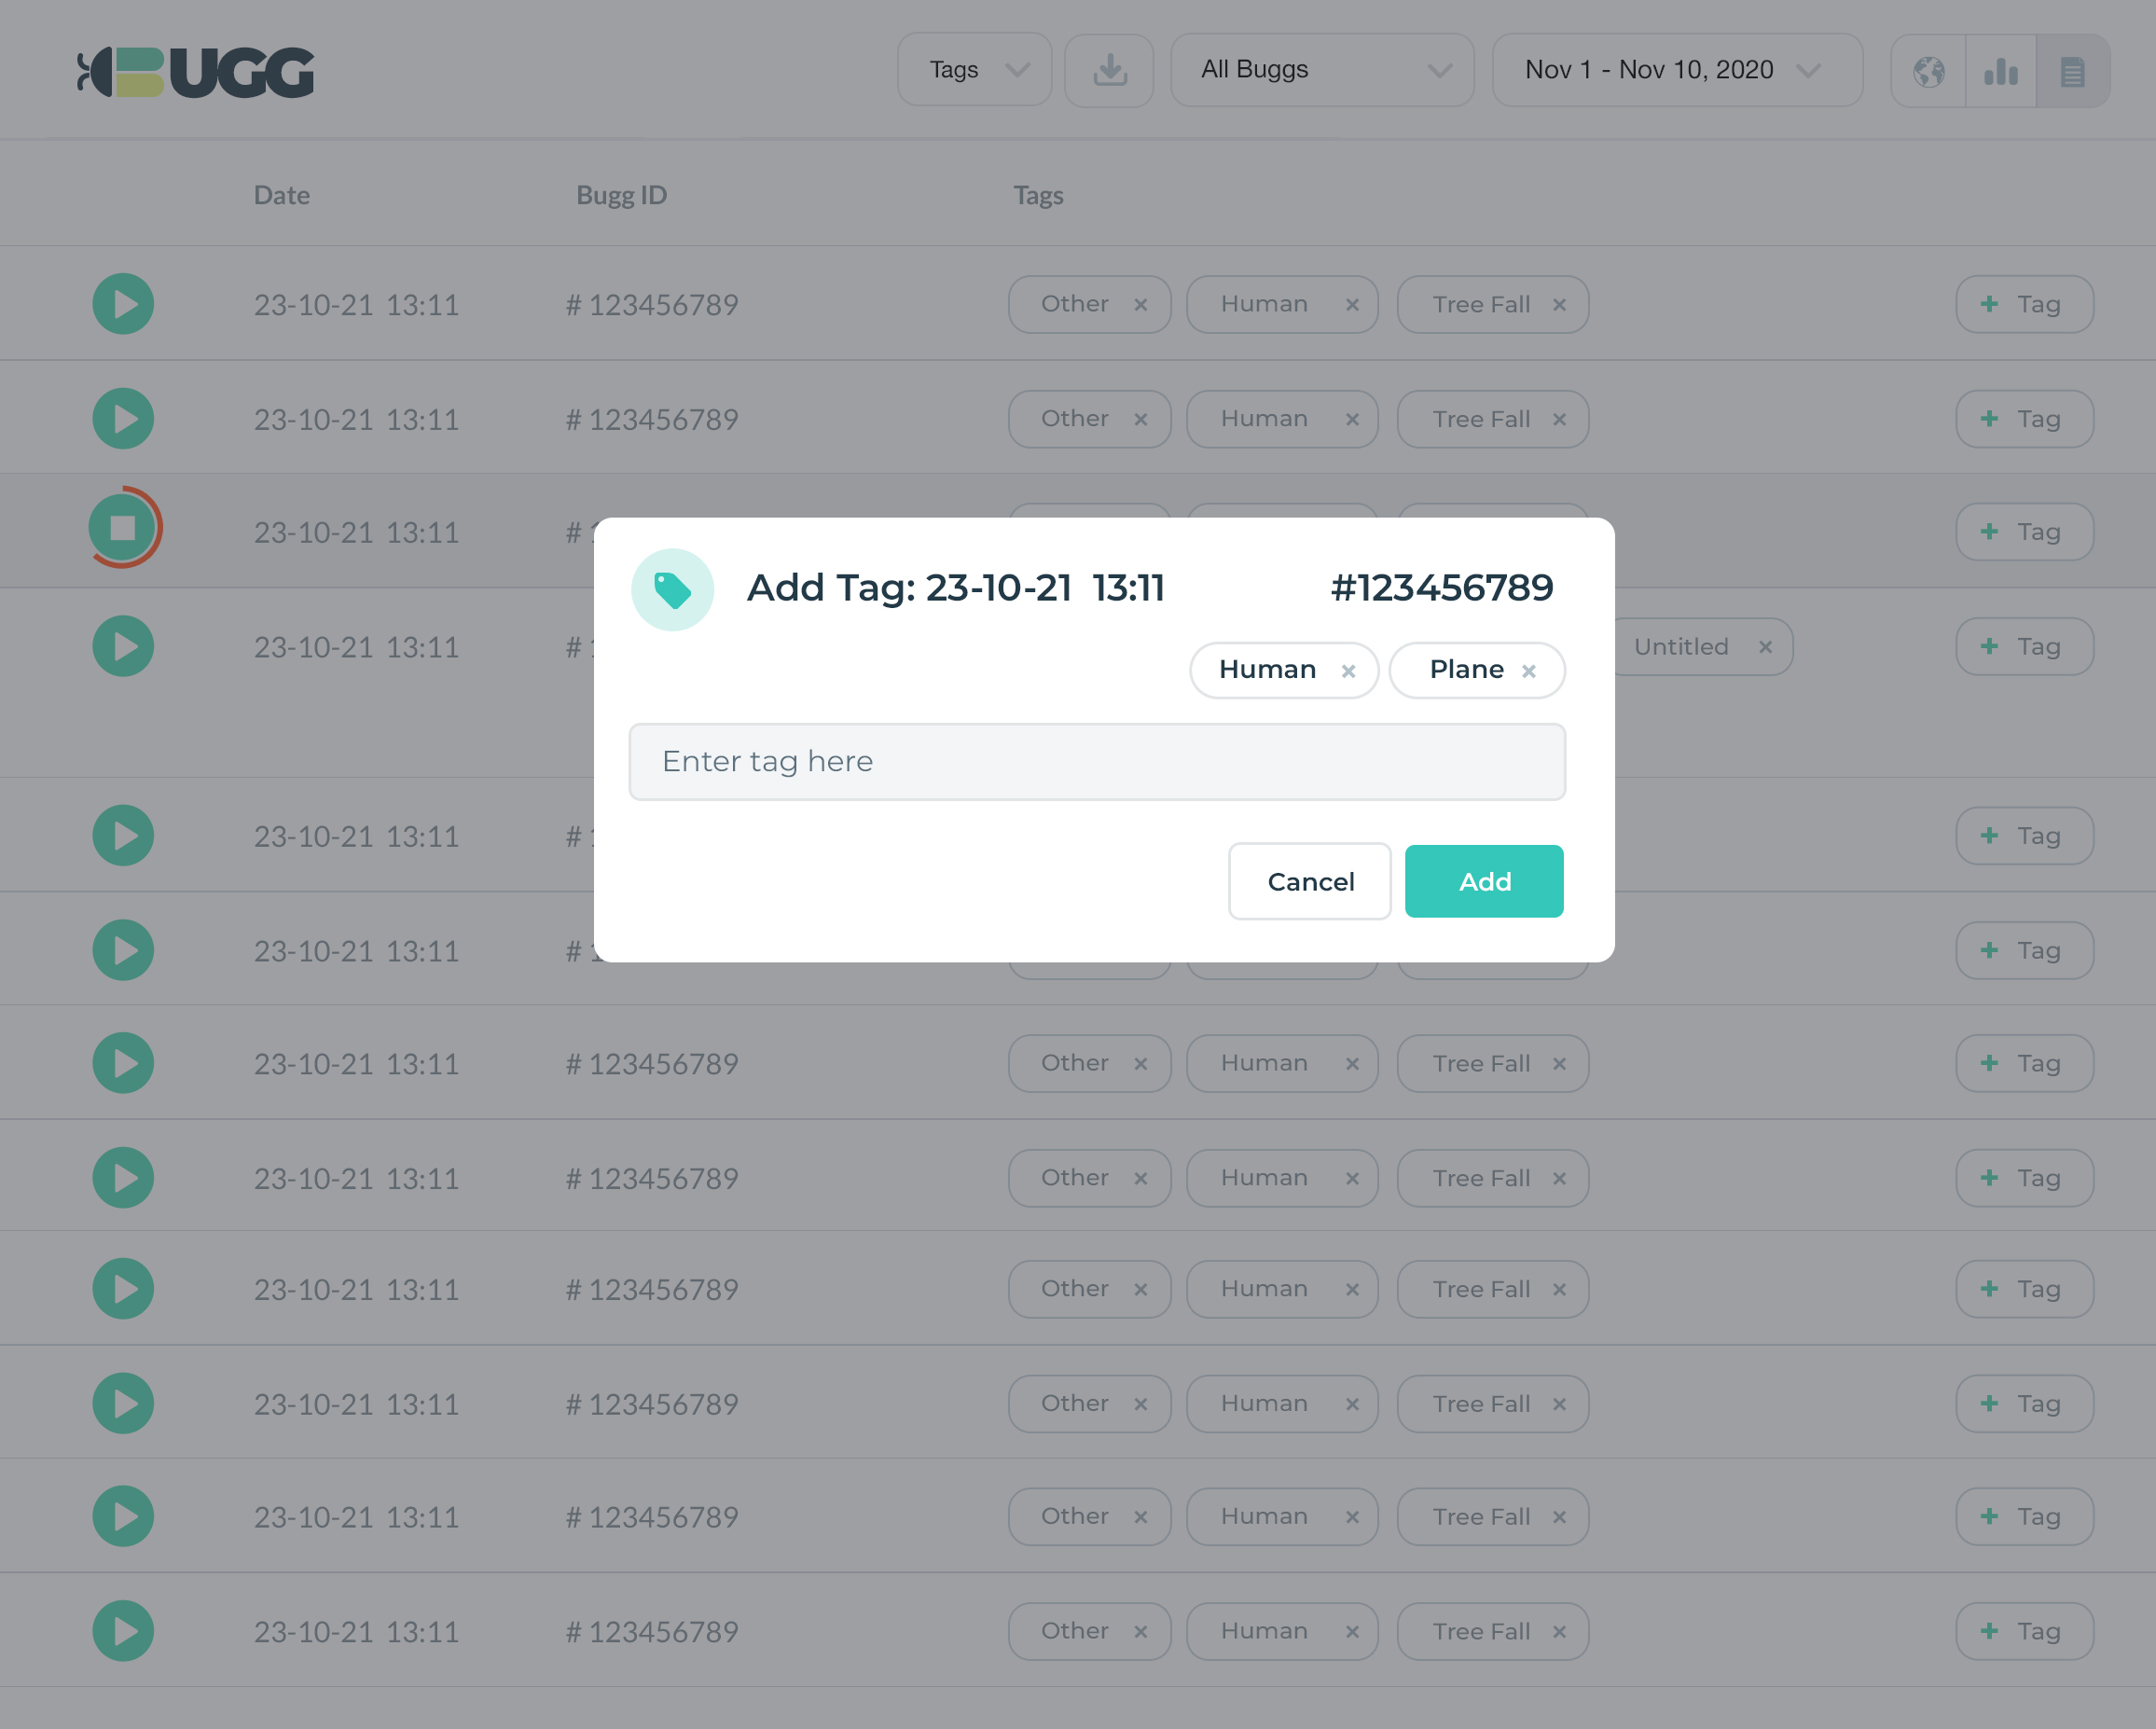 BUGG
Tags All Buggs Nov 1 - Nov 10, 2020
Date Bugg ID Tags
23-10-21 13:11 # 123456789 Other × Human × Tree Fall × + Tag
23-10-21 13:11 # 123456789 Other × Human × Tree Fall × + Tag
23-10-21 13:11 # + Tag
Add Tag: 23-10-21 13:11 #123456789
23-10-21 13:11 # Untitled × + Tag
Human × Plane ×
Enter tag here
23-10-21 13:11 # + Tag
Cancel Add
23-10-21 13:11 # + Tag
23-10-21 13:11 # 123456789 Other × Human × Tree Fall × + Tag
23-10-21 13:11 # 123456789 Other × Human × Tree Fall × + Tag
23-10-21 13:11 # 123456789 Other × Human × Tree Fall × + Tag
23-10-21 13:11 # 123456789 Other × Human × Tree Fall × + Tag
23-10-21 13:11 # 123456789 Other × Human × Tree Fall × + Tag
23-10-21 13:11 # 123456789 Other × Human × Tree Fall × + Tag